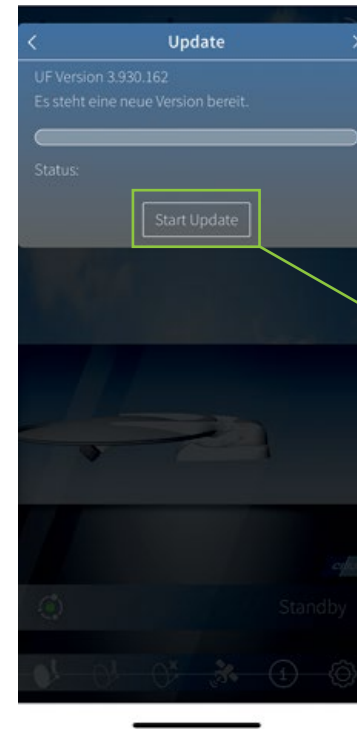 Update
UF Version 3.930.162
Es steht eine neue Version bereit.
Status:
Start Update
Standby